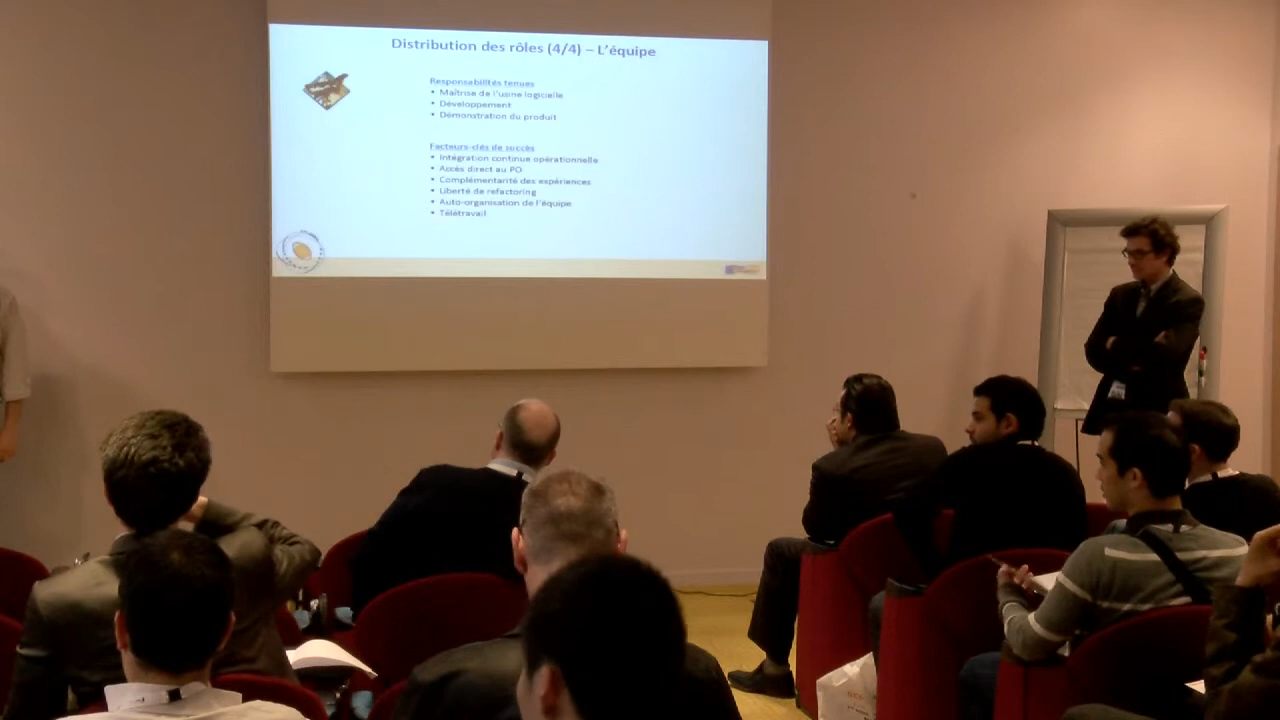 Distribution des rôles (4/4) – L'équipe
Responsabilités tenues
• Maîtrise de l'usine logicielle
• Développement
• Démonstration du produit
Facteurs-clés de succès
• Intégration continue opérationnelle
• Accès direct au PO
• Complémentarité des expériences
• Liberté de refactoring
• Auto-organisation de l'équipe
• Télétravail